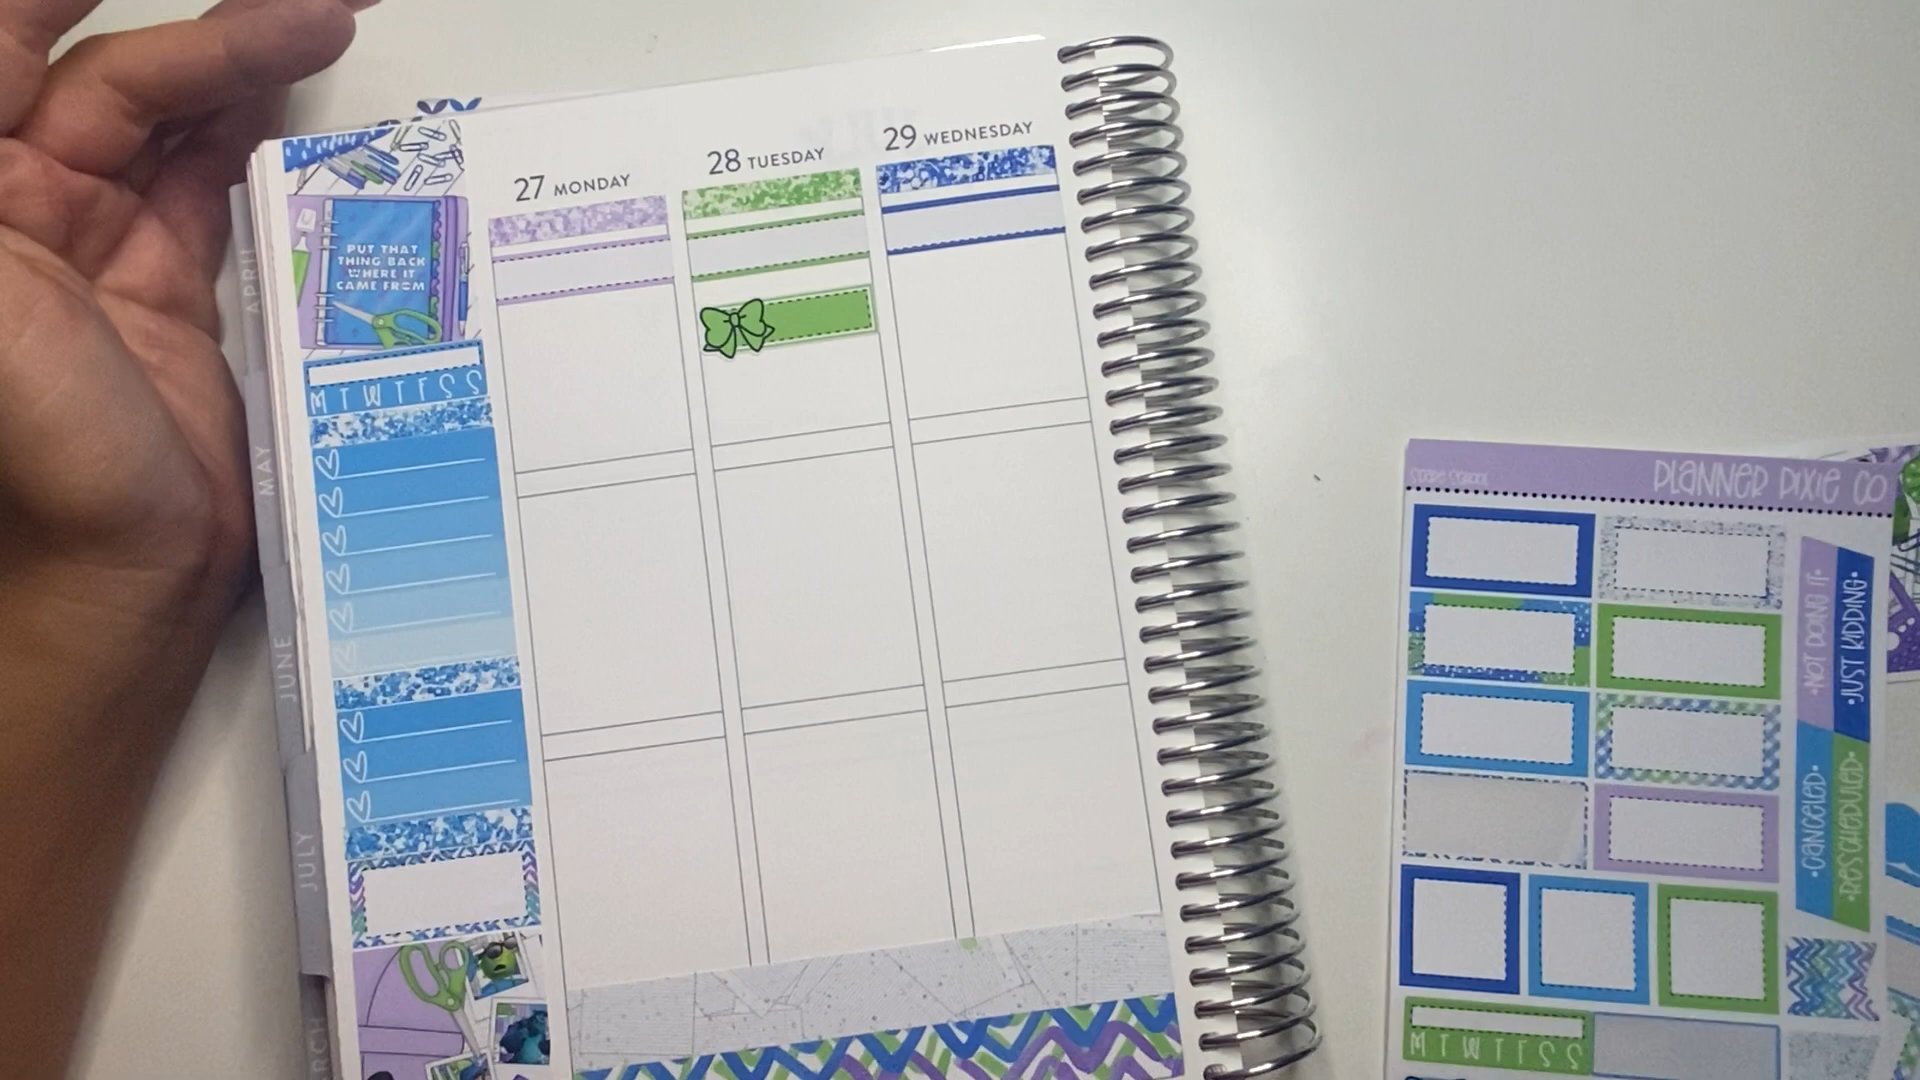 27 MONDAY
28 TUESDAY
29 WEDNESDAY
PUT THAT
THING BACK
WHERE IT
CAME FROM
M T W T F S S
APRIL
MAY
JUNE
JULY
RCH
PLANNER PIXIE CO
•NOT DOING IT•
•JUST KIDDING•
•CANCELED•
•RESCHEDULED•
M T W T F S S